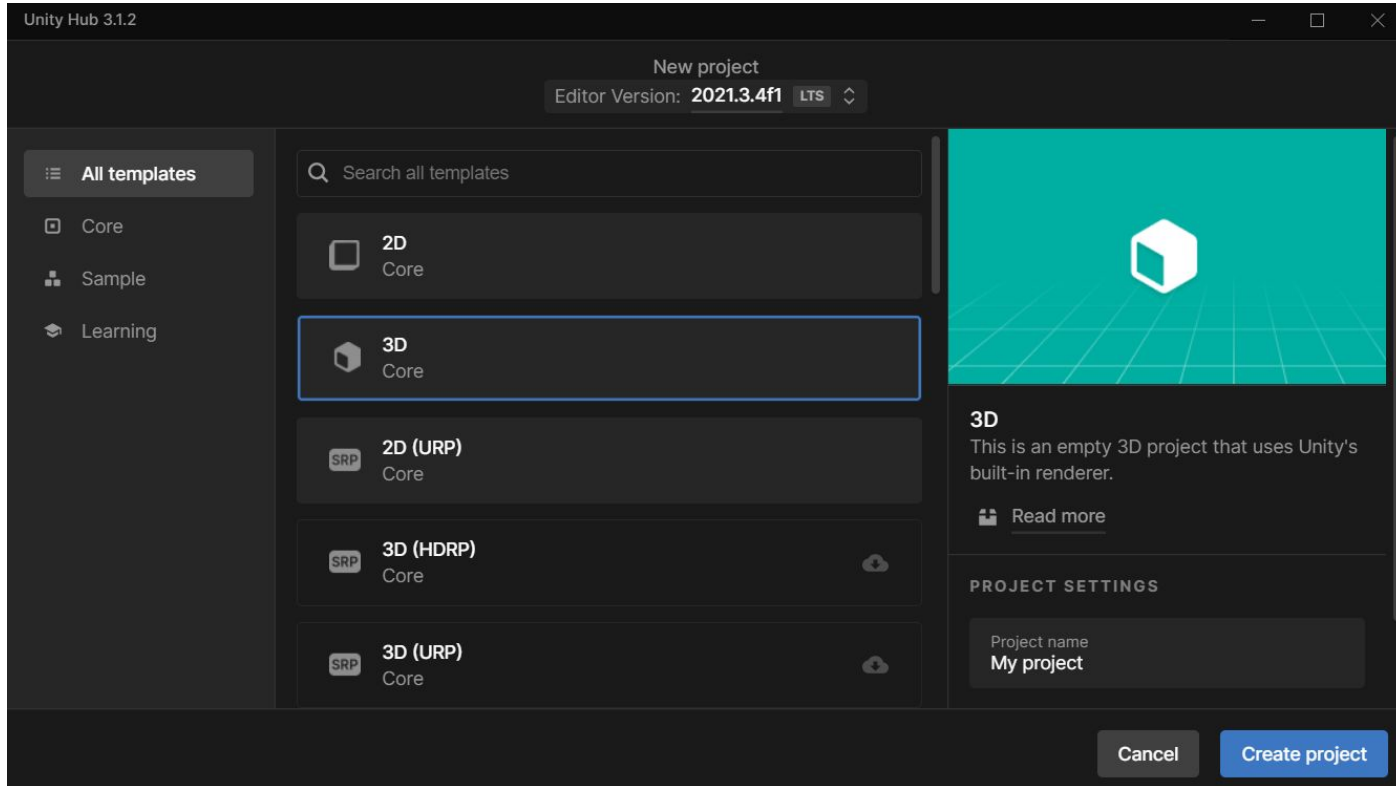 Unity Hub 3.1.2
New project
Editor Version: 2021.3.4f1 LTS
All templates
Core
Sample
Learning
Search all templates
2D
Core
3D
Core
2D (URP)
Core
SRP
3D (HDRP)
Core
SRP
3D (URP)
Core
SRP
3D
This is an empty 3D project that uses Unity's
built-in renderer.
Read more
PROJECT SETTINGS
Project name
My project
Cancel
Create project